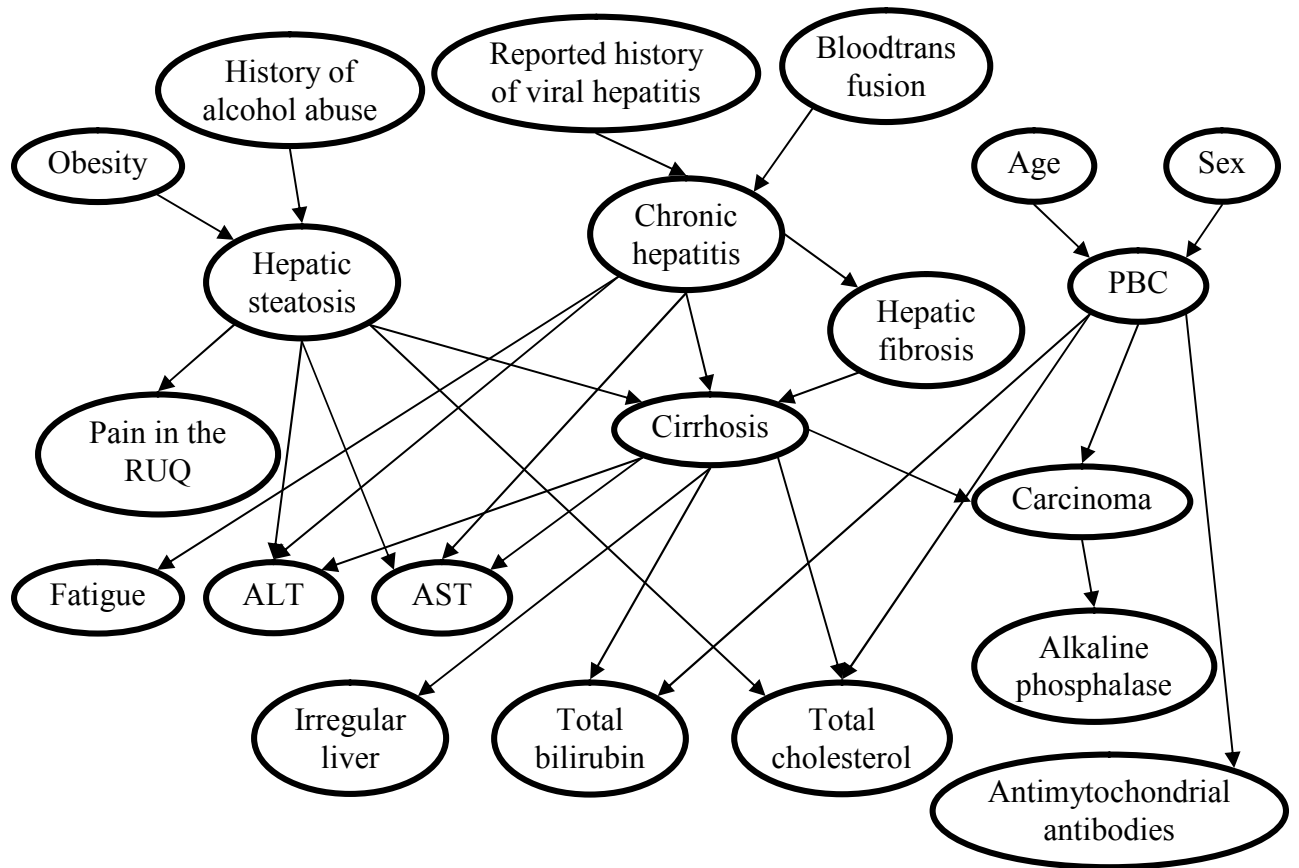 History of
alcohol abuse
Reported history
of viral hepatitis
Bloodtrans
fusion
Obesity
Age
Sex
Hepatic
steatosis
Chronic
hepatitis
PBC
Hepatic
fibrosis
Pain in the
RUQ
Cirrhosis
Carcinoma
Fatigue
ALT
AST
Alkaline
phosphalase
Irregular
liver
Total
bilirubin
Total
cholesterol
Antimytochondrial
antibodies